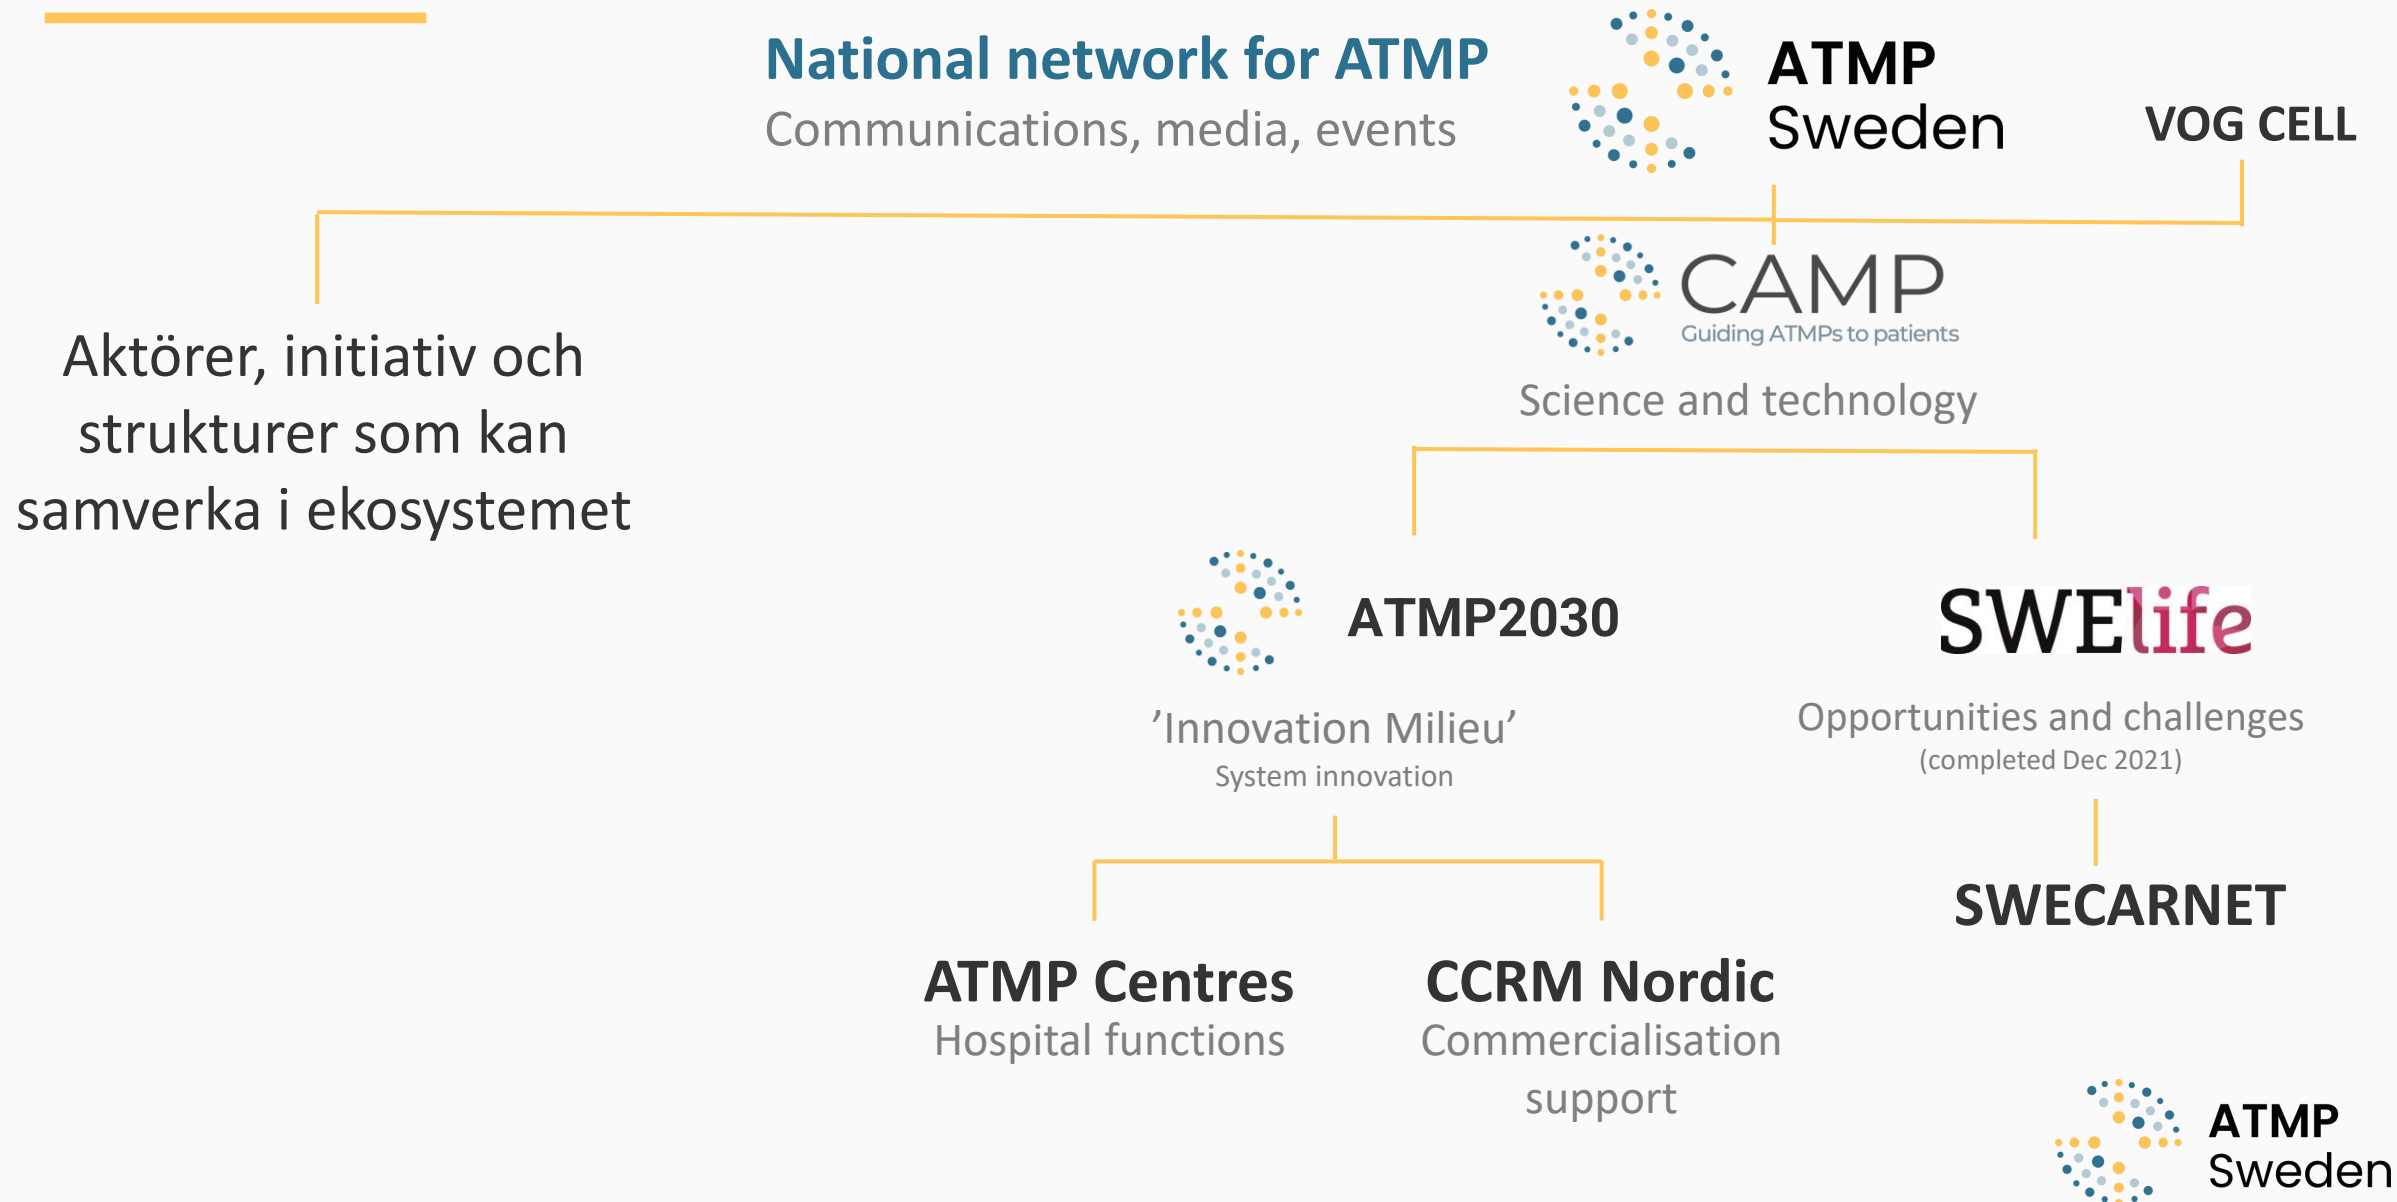 National network for ATMP
Communications, media, events
ATMP
Sweden
VOG CELL
CAMP
Guiding ATMPs to patients
Science and technology
Aktörer, initiativ och
strukturer som kan
samverka i ekosystemet
ATMP2030
’Innovation Milieu’
System innovation
SWElife
Opportunities and challenges
(completed Dec 2021)
SWECARNET
ATMP Centres
Hospital functions
CCRM Nordic
Commercialisation
support
ATMP
Sweden